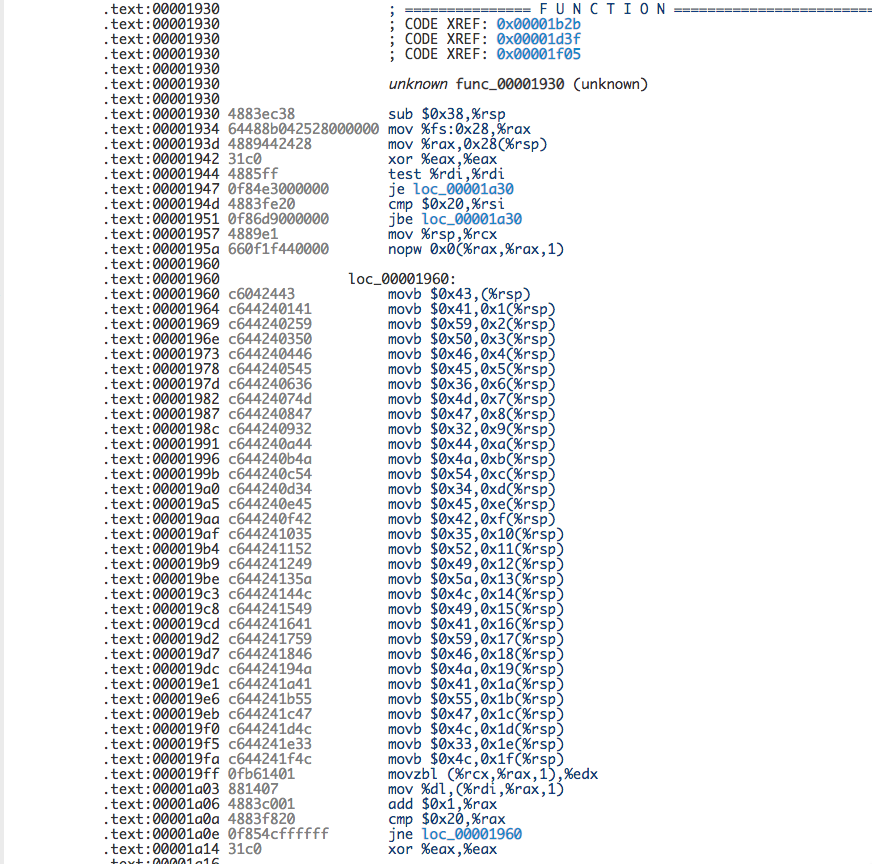 .text:00001930 ; =============== F U N C T I O N ========================
.text:00001930 ; CODE XREF: 0x00001b2b
.text:00001930 ; CODE XREF: 0x00001d3f
.text:00001930 ; CODE XREF: 0x00001f05
.text:00001930
.text:00001930 unknown func_00001930 (unknown)
.text:00001930
.text:00001930 4883ec38 sub $0x38,%rsp
.text:00001934 64488b042528000000 mov %fs:0x28,%rax
.text:0000193d 4889442428 mov %rax,0x28(%rsp)
.text:00001942 31c0 xor %eax,%eax
.text:00001944 4885ff test %rdi,%rdi
.text:00001947 0f84e3000000 je loc_00001a30
.text:0000194d 4883fe20 cmp $0x20,%rsi
.text:00001951 0f86d9000000 jbe loc_00001a30
.text:00001957 4889e1 mov %rsp,%rcx
.text:0000195a 660f1f440000 nopw 0x0(%rax,%rax,1)
.text:00001960
.text:00001960 loc_00001960:
.text:00001960 c6042443 movb $0x43,(%rsp)
.text:00001964 c644240141 movb $0x41,0x1(%rsp)
.text:00001969 c644240259 movb $0x59,0x2(%rsp)
.text:0000196e c644240350 movb $0x50,0x3(%rsp)
.text:00001973 c644240446 movb $0x46,0x4(%rsp)
.text:00001978 c644240545 movb $0x45,0x5(%rsp)
.text:0000197d c644240636 movb $0x36,0x6(%rsp)
.text:00001982 c64424074d movb $0x4d,0x7(%rsp)
.text:00001987 c644240847 movb $0x47,0x8(%rsp)
.text:0000198c c644240932 movb $0x32,0x9(%rsp)
.text:00001991 c644240a44 movb $0x44,0xa(%rsp)
.text:00001996 c644240b4a movb $0x4a,0xb(%rsp)
.text:0000199b c644240c54 movb $0x54,0xc(%rsp)
.text:000019a0 c644240d34 movb $0x34,0xd(%rsp)
.text:000019a5 c644240e45 movb $0x45,0xe(%rsp)
.text:000019aa c644240f42 movb $0x42,0xf(%rsp)
.text:000019af c644241035 movb $0x35,0x10(%rsp)
.text:000019b4 c644241152 movb $0x52,0x11(%rsp)
.text:000019b9 c644241249 movb $0x49,0x12(%rsp)
.text:000019be c64424135a movb $0x5a,0x13(%rsp)
.text:000019c3 c64424144c movb $0x4c,0x14(%rsp)
.text:000019c8 c644241549 movb $0x49,0x15(%rsp)
.text:000019cd c644241641 movb $0x41,0x16(%rsp)
.text:000019d2 c644241759 movb $0x59,0x17(%rsp)
.text:000019d7 c644241846 movb $0x46,0x18(%rsp)
.text:000019dc c64424194a movb $0x4a,0x19(%rsp)
.text:000019e1 c644241a41 movb $0x41,0x1a(%rsp)
.text:000019e6 c644241b55 movb $0x55,0x1b(%rsp)
.text:000019eb c644241c47 movb $0x47,0x1c(%rsp)
.text:000019f0 c644241d4c movb $0x4c,0x1d(%rsp)
.text:000019f5 c644241e33 movb $0x33,0x1e(%rsp)
.text:000019fa c644241f4c movb $0x4c,0x1f(%rsp)
.text:000019ff 0fb61401 movzbl (%rcx,%rax,1),%edx
.text:00001a03 881407 mov %dl,(%rdi,%rax,1)
.text:00001a06 4883c001 add $0x1,%rax
.text:00001a0a 4883f820 cmp $0x20,%rax
.text:00001a0e 0f854cffffff jne loc_00001960
.text:00001a14 31c0 xor %eax,%eax